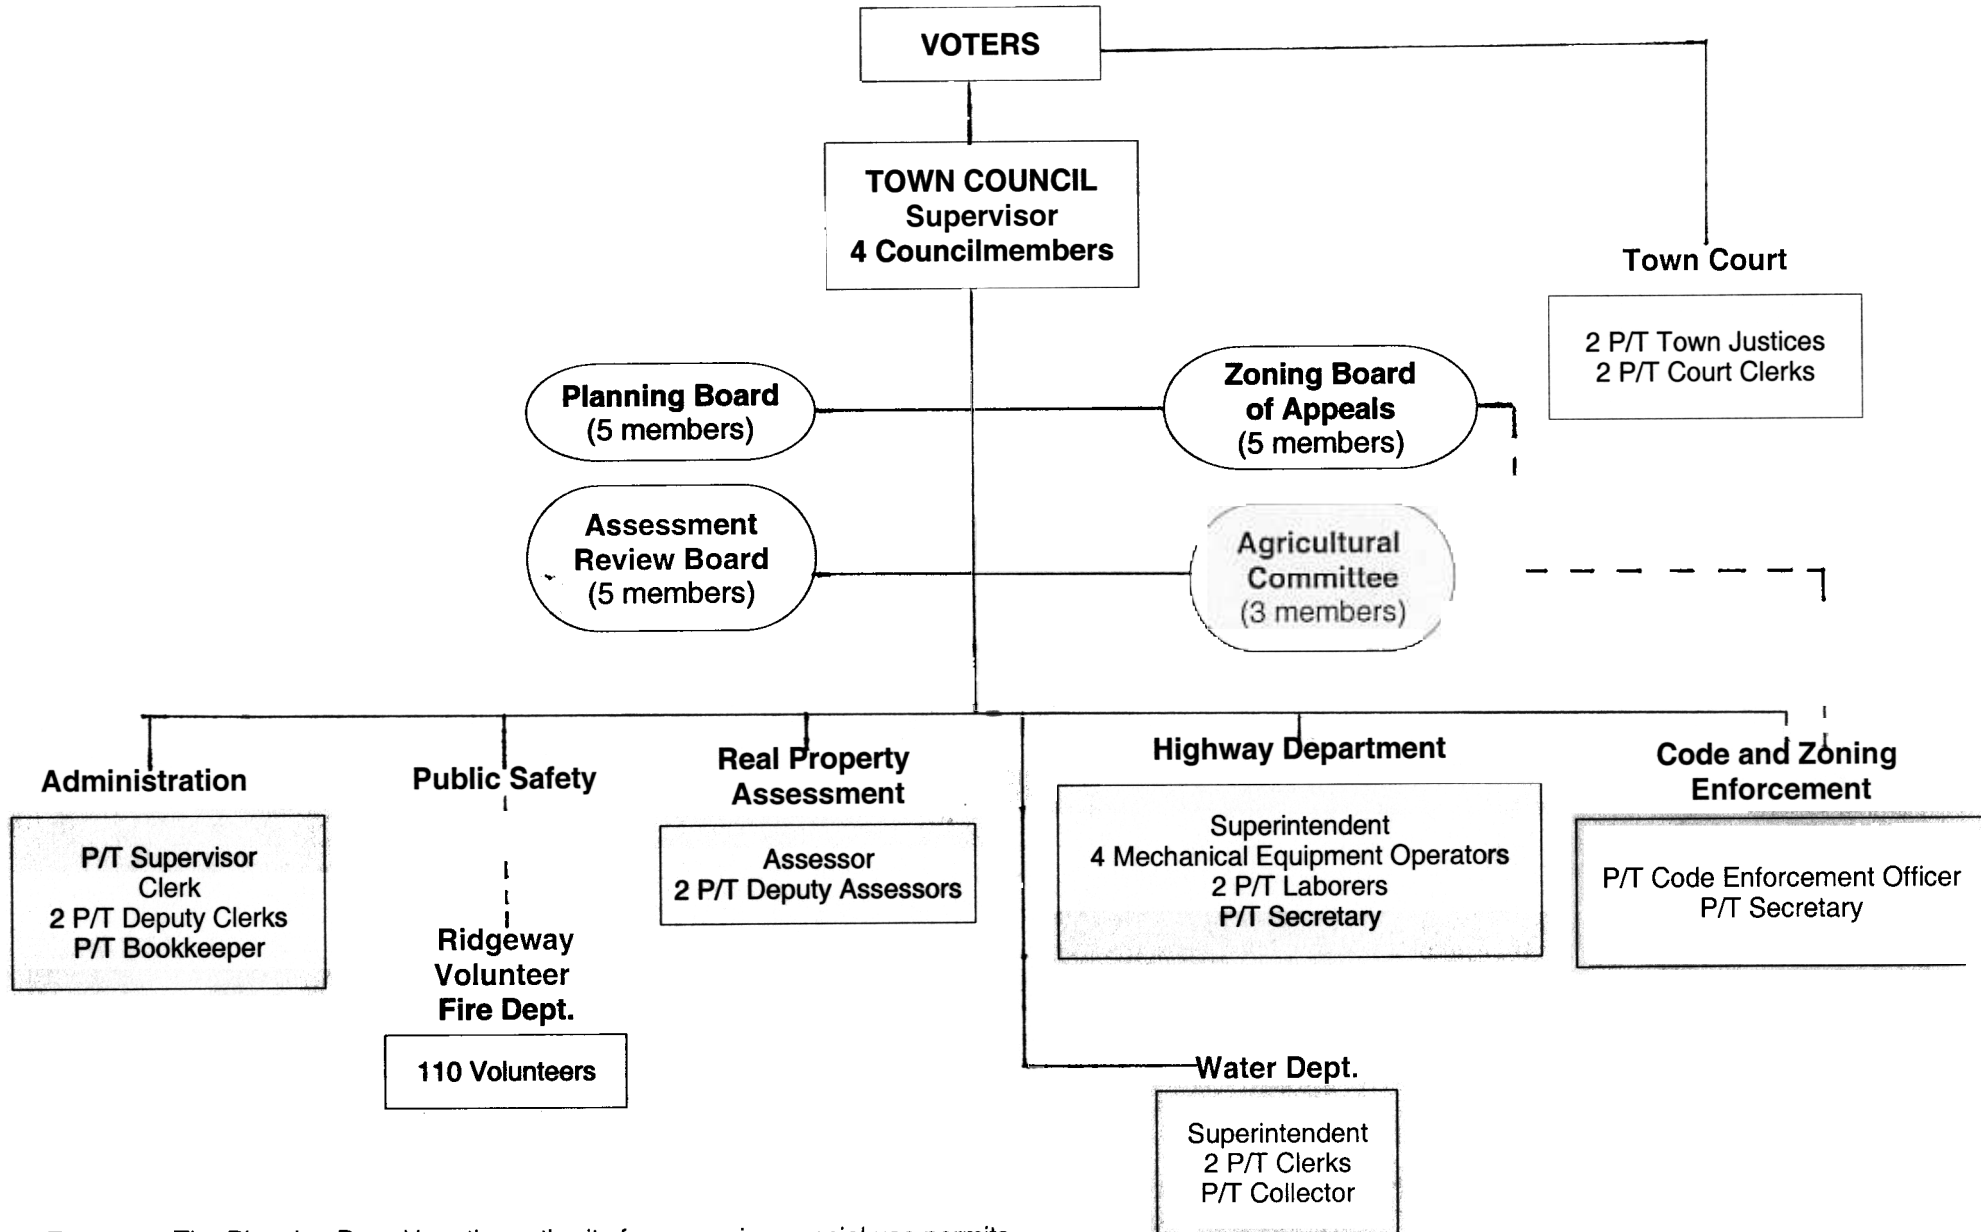 VOTERS
TOWN COUNCIL
Supervisor
4 Councilmembers
Town Court
2 P/T Town Justices
2 P/T Court Clerks
Planning Board
(5 members)
Zoning Board
of Appeals
(5 members)
Assessment
Review Board
(5 members)
Agricultural
Committee
(3 members)
Administration
P/T Supervisor
Clerk
2 P/T Deputy Clerks
P/T Bookkeeper
Public Safety
Ridgeway
Volunteer
Fire Dept.
110 Volunteers
Real Property
Assessment
Assessor
2 P/T Deputy Assessors
Highway Department
Superintendent
4 Mechanical Equipment Operators
2 P/T Laborers
P/T Secretary
Code and Zoning
Enforcement
P/T Code Enforcement Officer
P/T Secretary
Water Dept.
Superintendent
2 P/T Clerks
P/T Collector